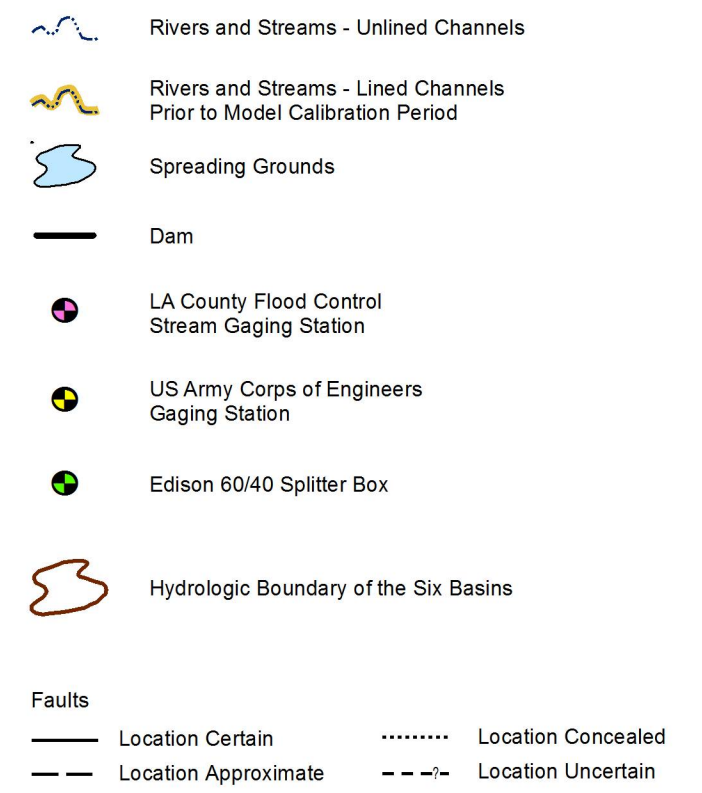 Rivers and Streams - Unlined Channels
Rivers and Streams - Lined Channels
Prior to Model Calibration Period
Spreading Grounds
Dam
LA County Flood Control
Stream Gaging Station
US Army Corps of Engineers
Gaging Station
Edison 60/40 Splitter Box
Hydrologic Boundary of the Six Basins
Faults
Location Certain
Location Concealed
Location Approximate
?
Location Uncertain